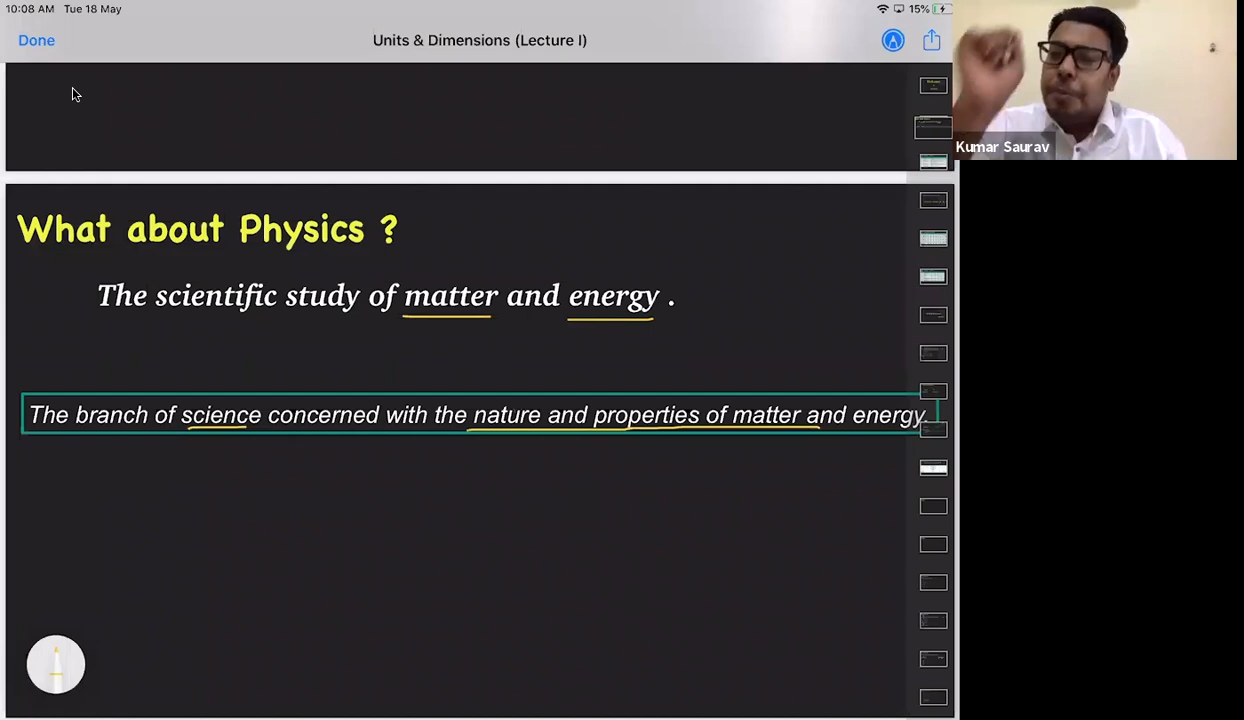 10:08 AM Tue 18 May
15%
Done
Units & Dimensions (Lecture I)
Kumar Saurav
What about Physics ?
The scientific study of matter and energy .
The branch of science concerned with the nature and properties of matter and energy.